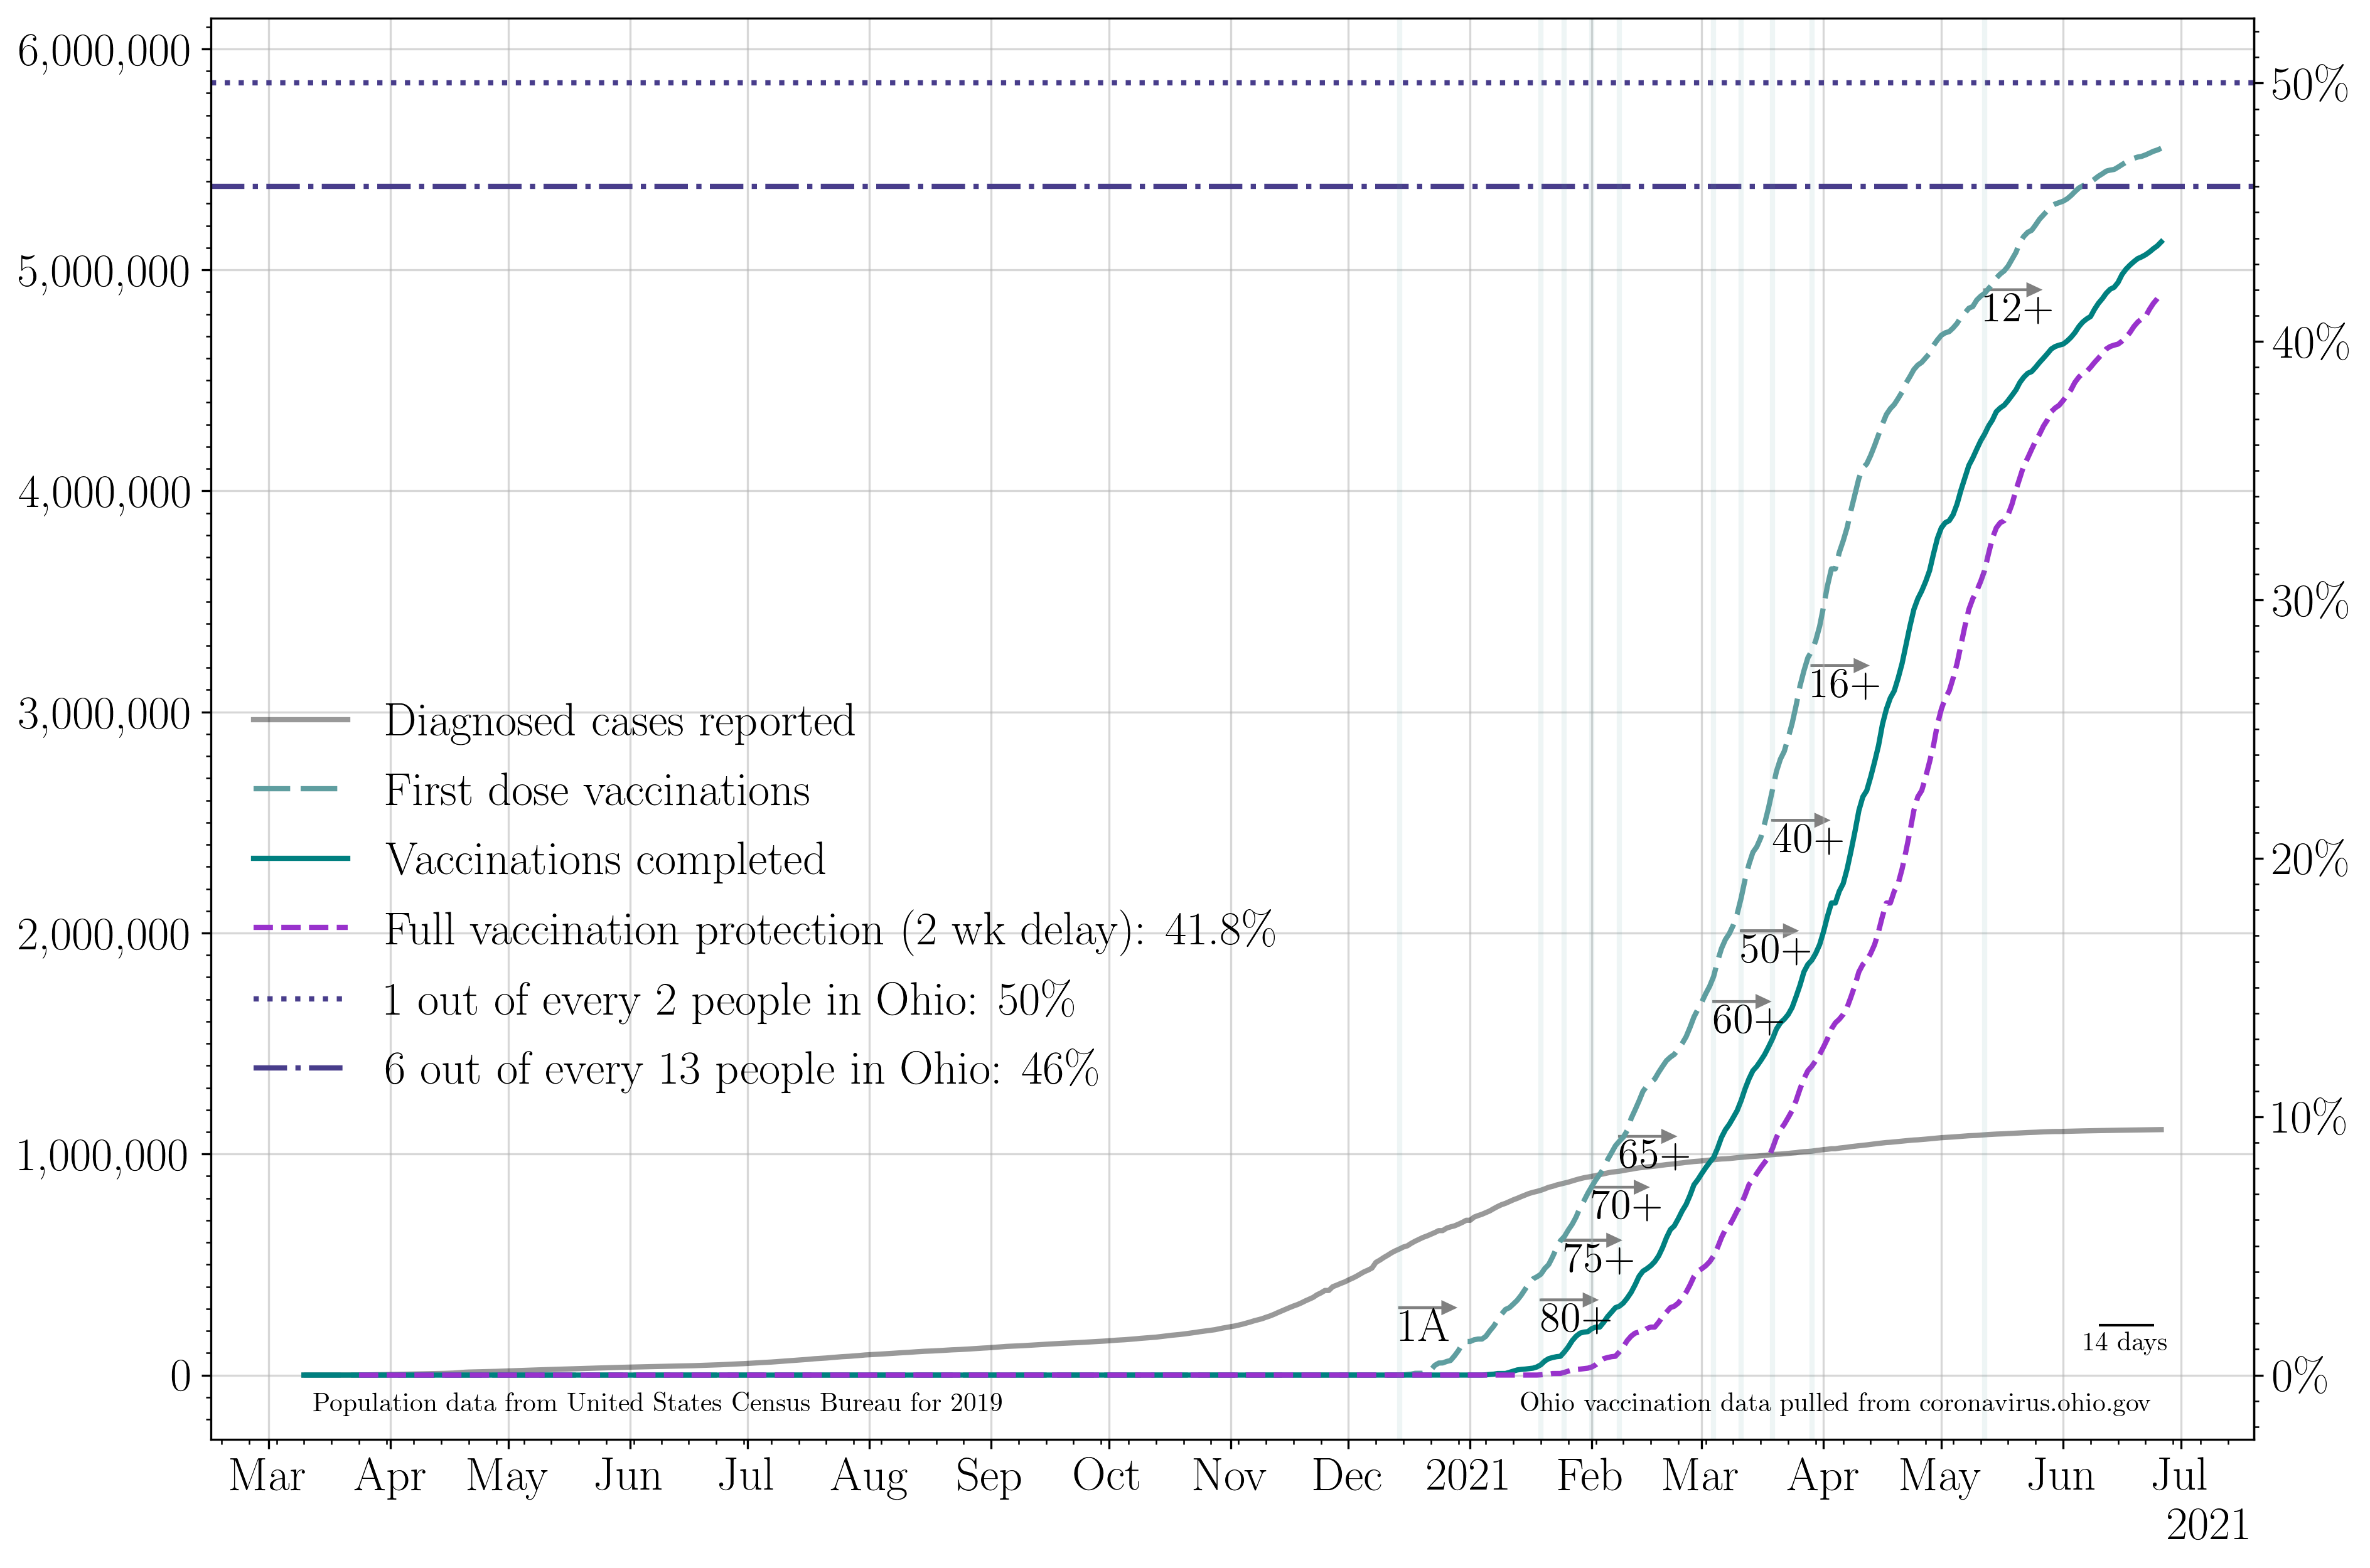 6,000,000
50%
5,000,000
12+
40%
4,000,000
30%
16+
3,000,000
Diagnosed cases reported
First dose vaccinations
40+
20%
Vaccinations completed
2,000,000
Full vaccination protection (2 wk delay): 41.8%
50+
1 out of every 2 people in Ohio: 50%
60+
6 out of every 13 people in Ohio: 46%
10%
1,000,000
65+
70+
75+
80+
1A
14 days
0
0%
Population data from United States Census Bureau for 2019
Ohio vaccination data pulled from coronavirus.ohio.gov
Mar Apr May Jun Jul Aug Sep Oct Nov Dec 2021 Feb Mar Apr May Jun Jul
2021